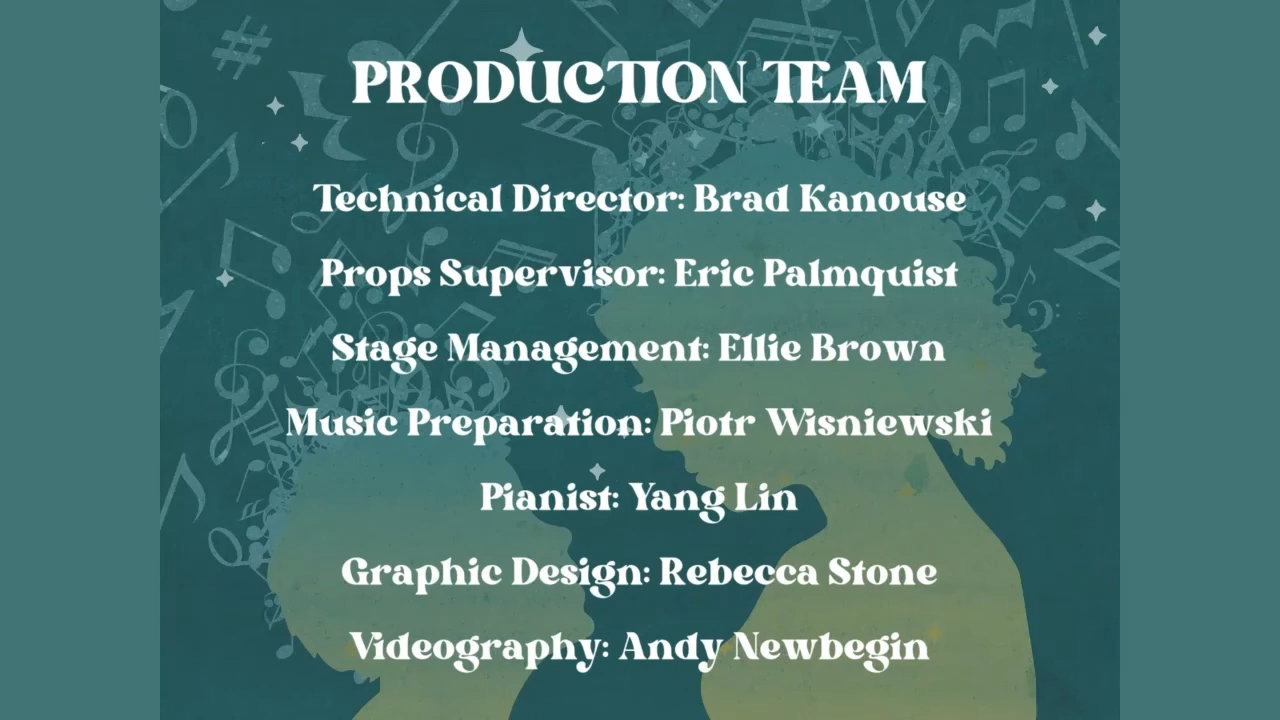 PRODUCTION TEAM
Technical Director: Brad Kanouse
Props Supervisor: Eric Palmquist
Stage Management: Ellie Brown
Music Preparation: Piotr Wisniewski
Pianist: Yang Lin
Graphic Design: Rebecca Stone
Videography: Andy Newbegin